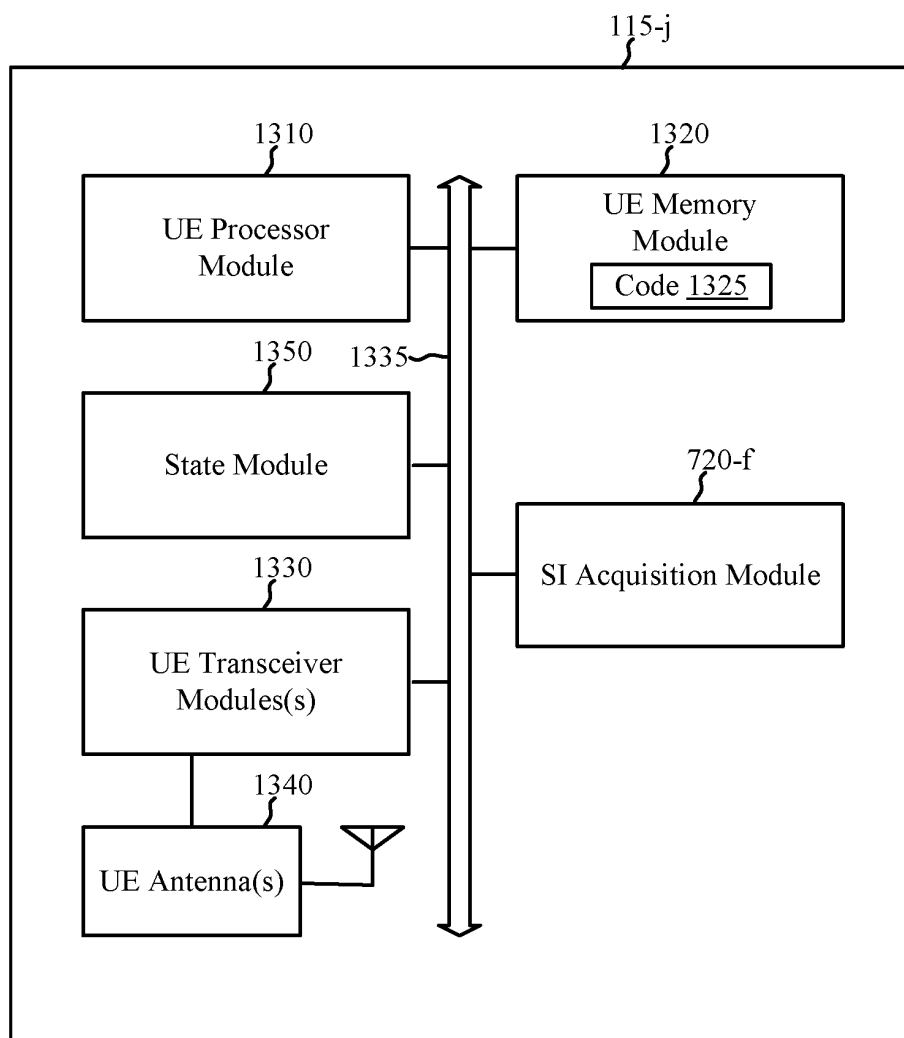 115-j
1310
1320
UE Processor
Module
UE Memory
Module
Code 1325
1350
1335
State Module
720-f
SI Acquisition Module
1330
UE Transceiver
Modules(s)
1340
UE Antenna(s)